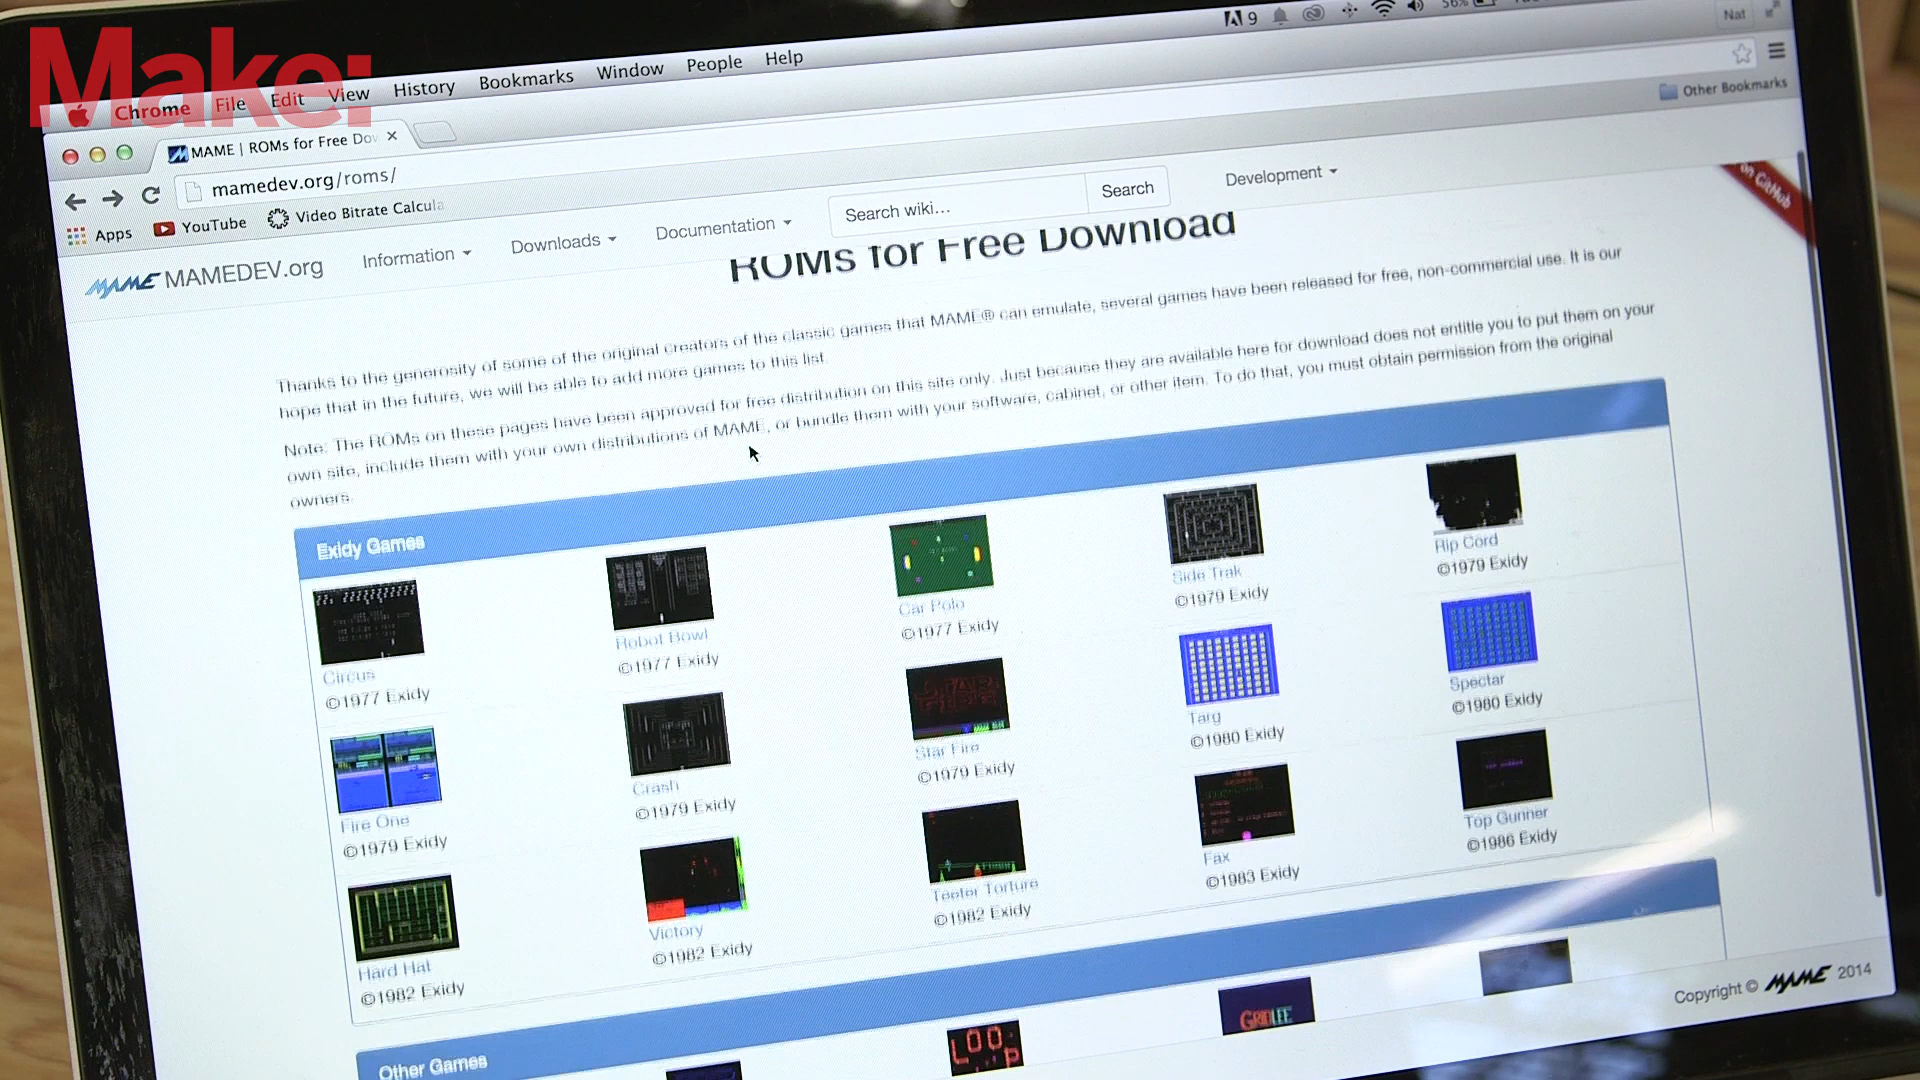 Make:
Chrome File Edit View History Bookmarks Window People Help
9
56%
Nat
MAME | ROMs for Free Dov
mamedev.org/roms/
Other Bookmarks
Apps YouTube Video Bitrate Calcula
MAME MAMEDEV.org Information Downloads Documentation Search wiki... Search Development
on GitHub
ROMs for Free Download
Thanks to the generosity of some of the original creators of the classic games that MAME® can emulate, several games have been released for free, non-commercial use. It is our
hope that in the future, we will be able to add more games to this list.
Note: The ROMs on these pages have been approved for free distribution on this site only. Just because they are available here for download does not entitle you to put them on your
own site, include them with your own distributions of MAME, or bundle them with your software, cabinet, or other item. To do that, you must obtain permission from the original
owners.
Exidy Games
Circus
©1977 Exidy
Robot Bowl
©1977 Exidy
Car Polo
©1977 Exidy
Side Trak
©1979 Exidy
Rip Cord
©1979 Exidy
Fire One
©1979 Exidy
Crash
©1979 Exidy
Star Fire
©1979 Exidy
Targ
©1980 Exidy
Spectar
©1980 Exidy
Hard Hat
©1982 Exidy
Victory
©1982 Exidy
Teeter Torture
©1982 Exidy
Fax
©1983 Exidy
Top Gunner
©1986 Exidy
Other Games
LOOP
GRIDLEE
Copyright © MAME 2014